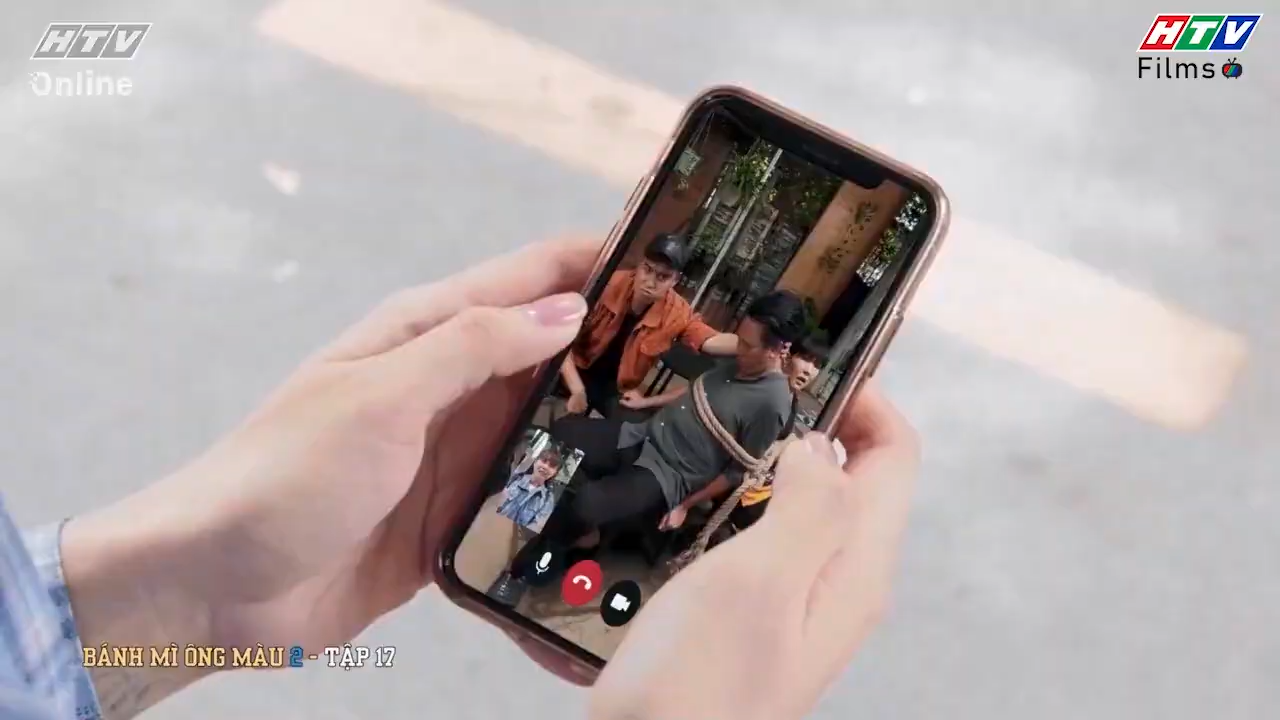 HTV
Online
HTV
Films
BÁNH MÌ ÔNG MÀU 2 - TẬP 17